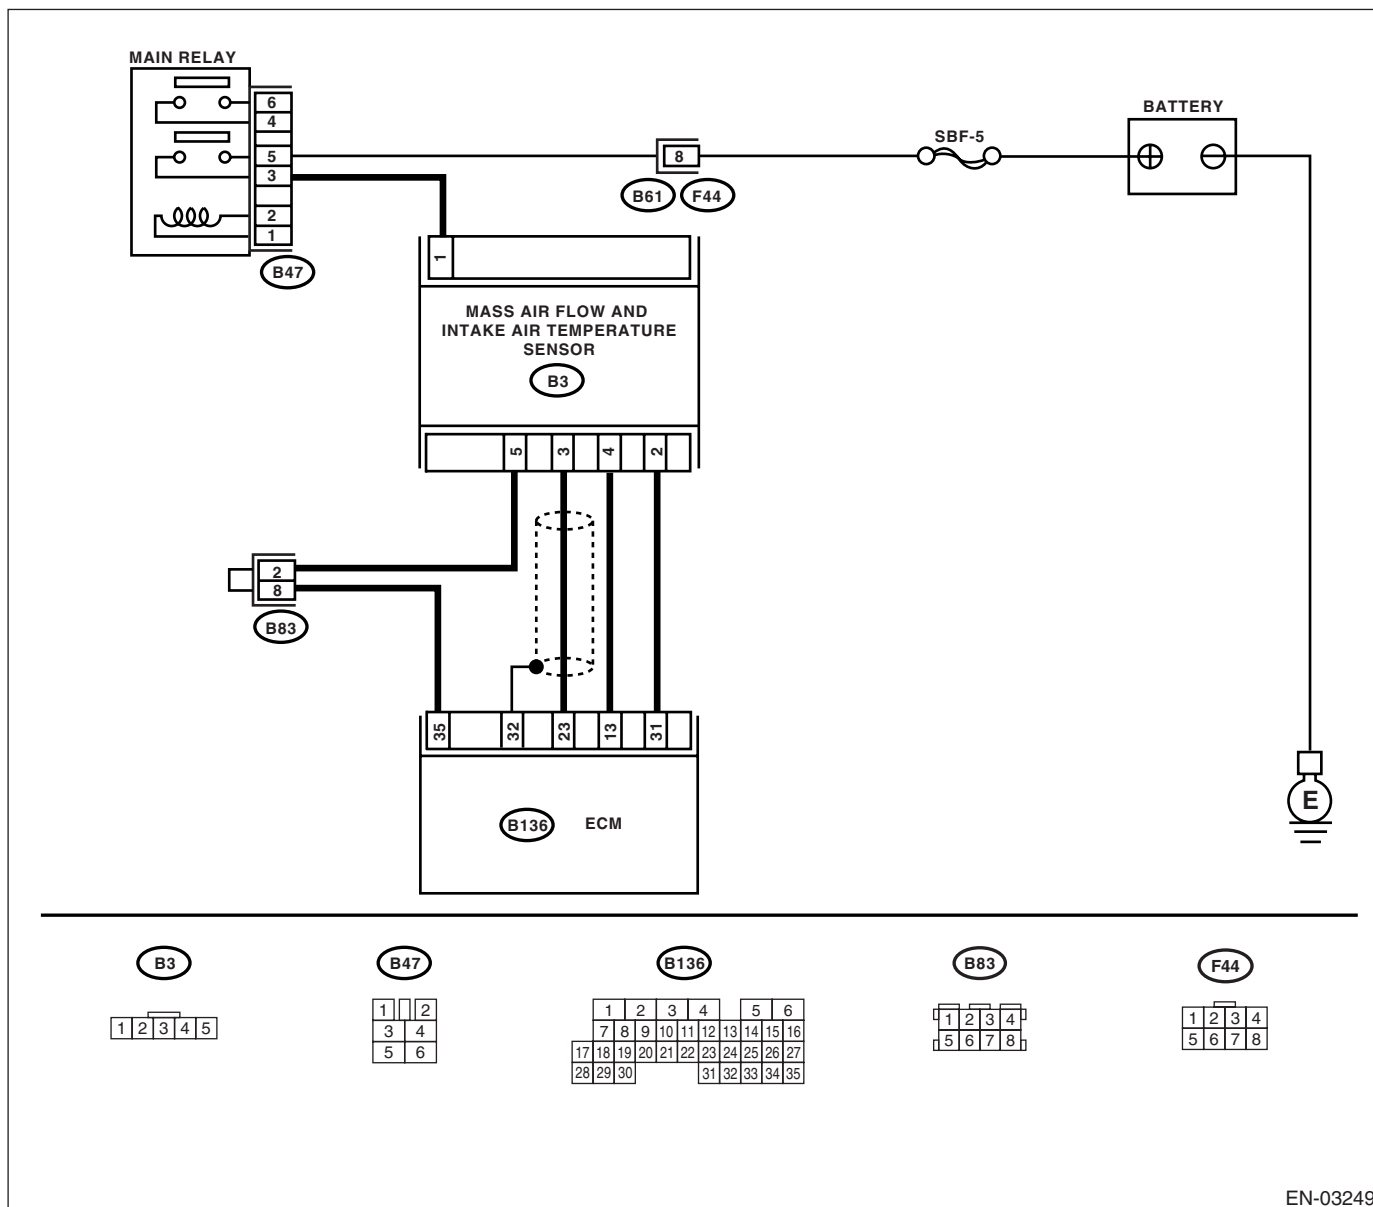 MAIN RELAY
6
4
5
3
2
1
B47
8
B61 F44
SBF-5
BATTERY
1
MASS AIR FLOW AND
INTAKE AIR TEMPERATURE
SENSOR
B3
5 3 4 2
2
8
B83
35 32 23 13 31
B136 ECM
E
B3
1 2 3 4 5
B47
1 2
3 4
5 6
B136
1 2 3 4 5 6
7 8 9 10 11 12 13 14 15 16
17 18 19 20 21 22 23 24 25 26 27
28 29 30 31 32 33 34 35
B83
1 2 3 4
5 6 7 8
F44
1 2 3 4
5 6 7 8
EN-03249